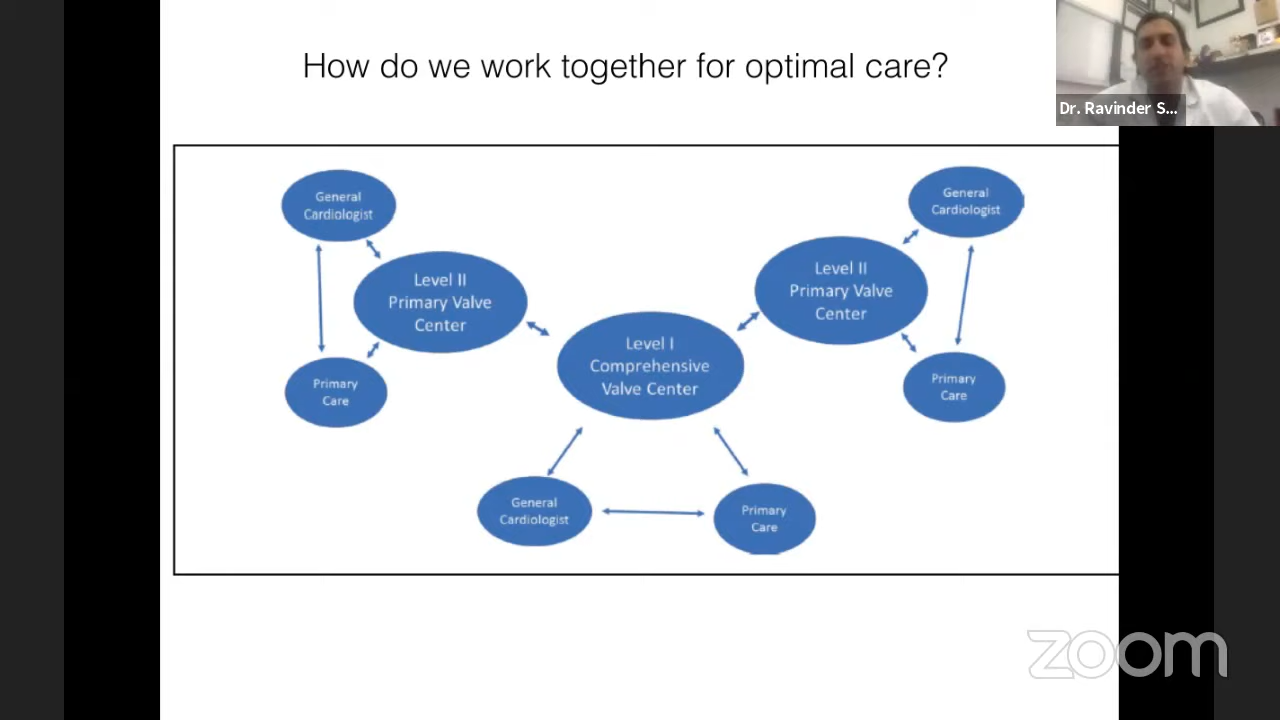 How do we work together for optimal care?
Dr. Ravinder S...
General
Cardiologist
Level II
Primary Valve
Center
Primary
Care
Level I
Comprehensive
Valve Center
General
Cardiologist
Primary
Care
Level II
Primary Valve
Center
General
Cardiologist
Primary
Care
zoom